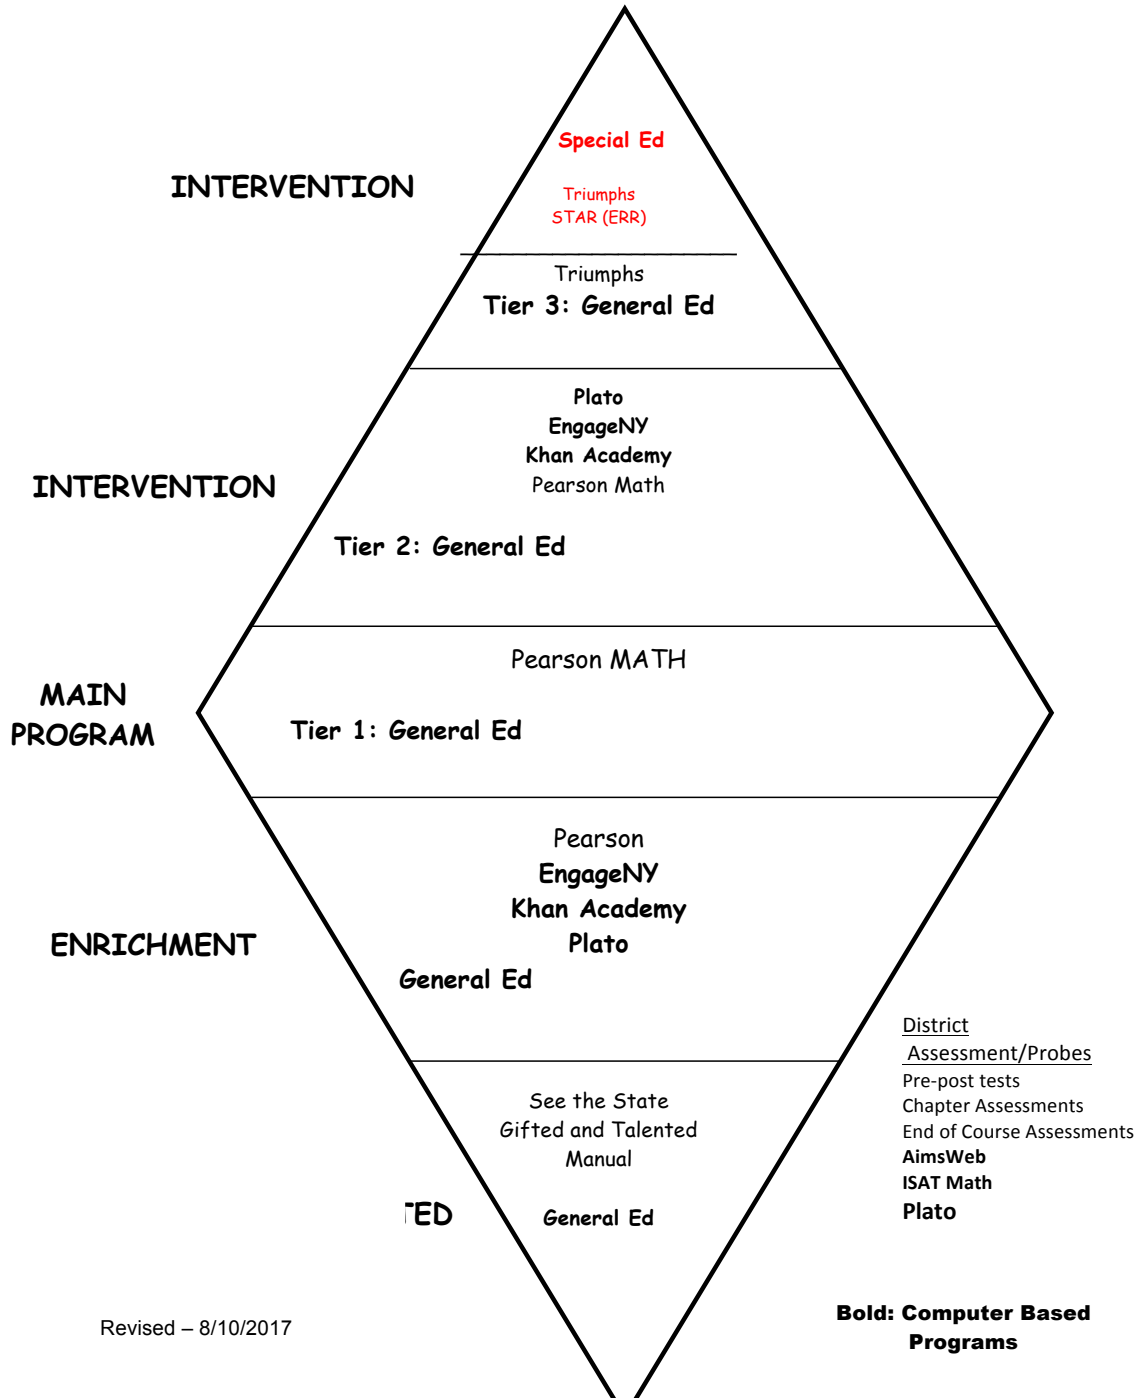 Special Ed
INTERVENTION
Triumphs
STAR (ERR)
Triumphs
Tier 3: General Ed
Plato
EngageNY
Khan Academy
INTERVENTION
Pearson Math
Tier 2: General Ed
Pearson MATH
MAIN
PROGRAM
Tier 1: General Ed
Pearson
EngageNY
Khan Academy
Plato
ENRICHMENT
General Ed
District
Assessment/Probes
Pre-post tests
Chapter Assessments
End of Course Assessments
AimsWeb
ISAT Math
Plato
See the State
Gifted and Talented
Manual
TED
General Ed
Bold: Computer Based
Programs
Revised – 8/10/2017